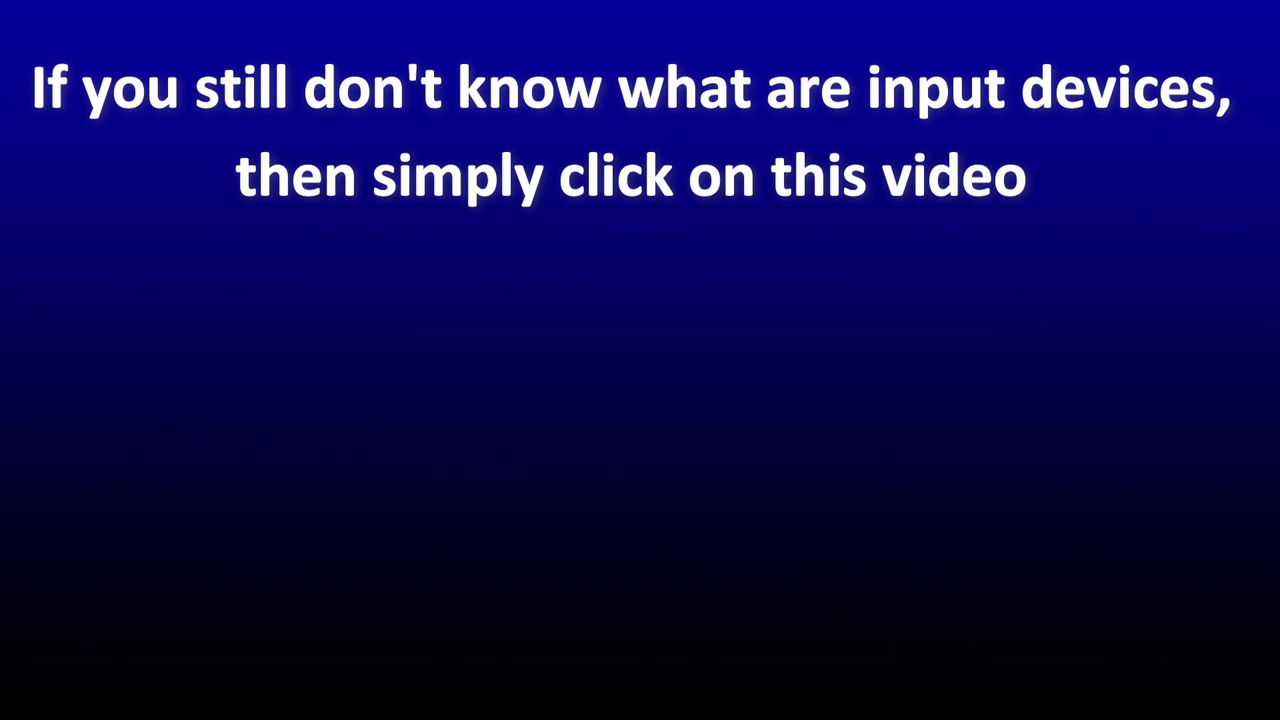 If you still don't know what are input devices,
then simply click on this video